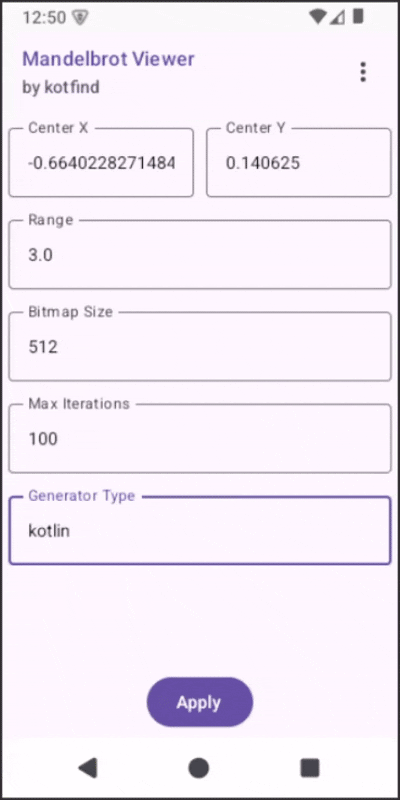 12:50
Mandelbrot Viewer
by kotfind
Center X
Center Y
-0.6640228271484
0.140625
Range
3.0
Bitmap Size
512
Max Iterations
100
Generator Type
kotlin
Apply